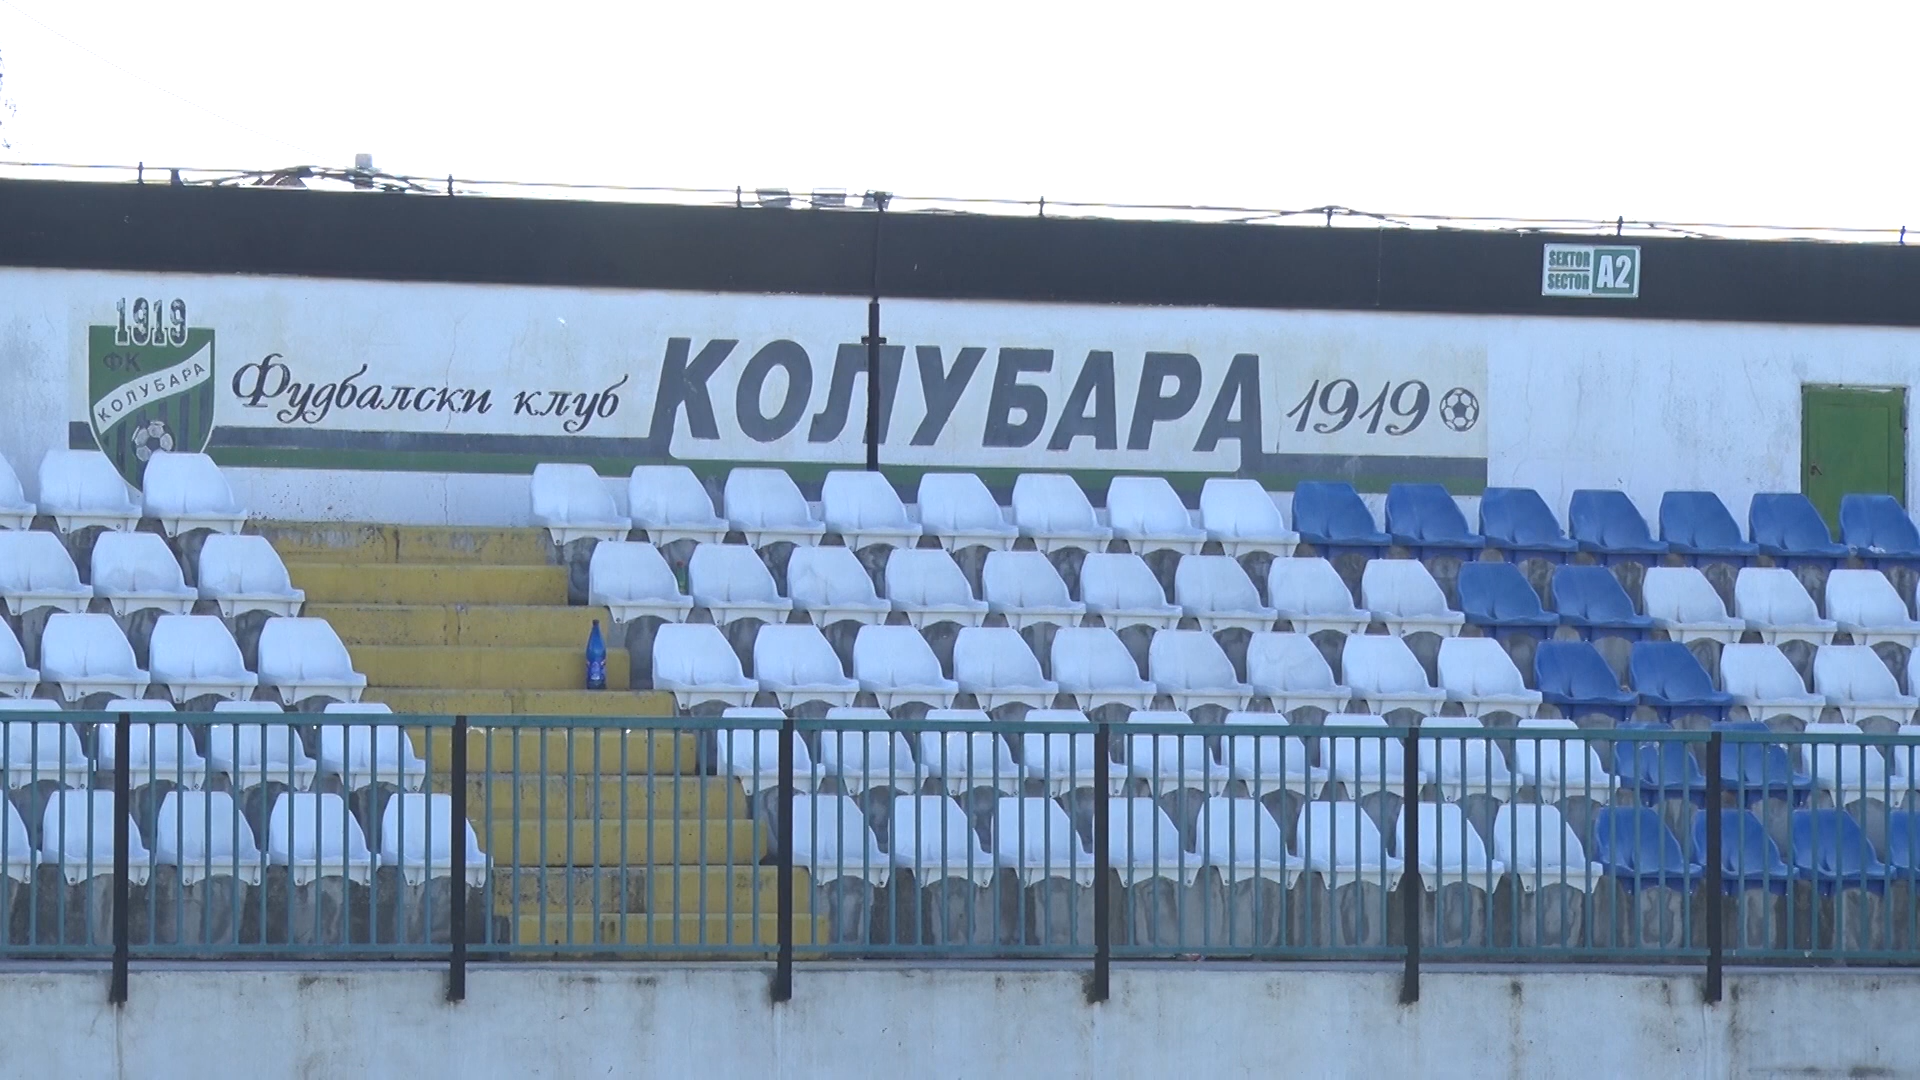 SEKTOR
SECTOR A2
1919
ФК
КОЛУБАРА
Фудбалски клуб КОЛУБАРА 1919